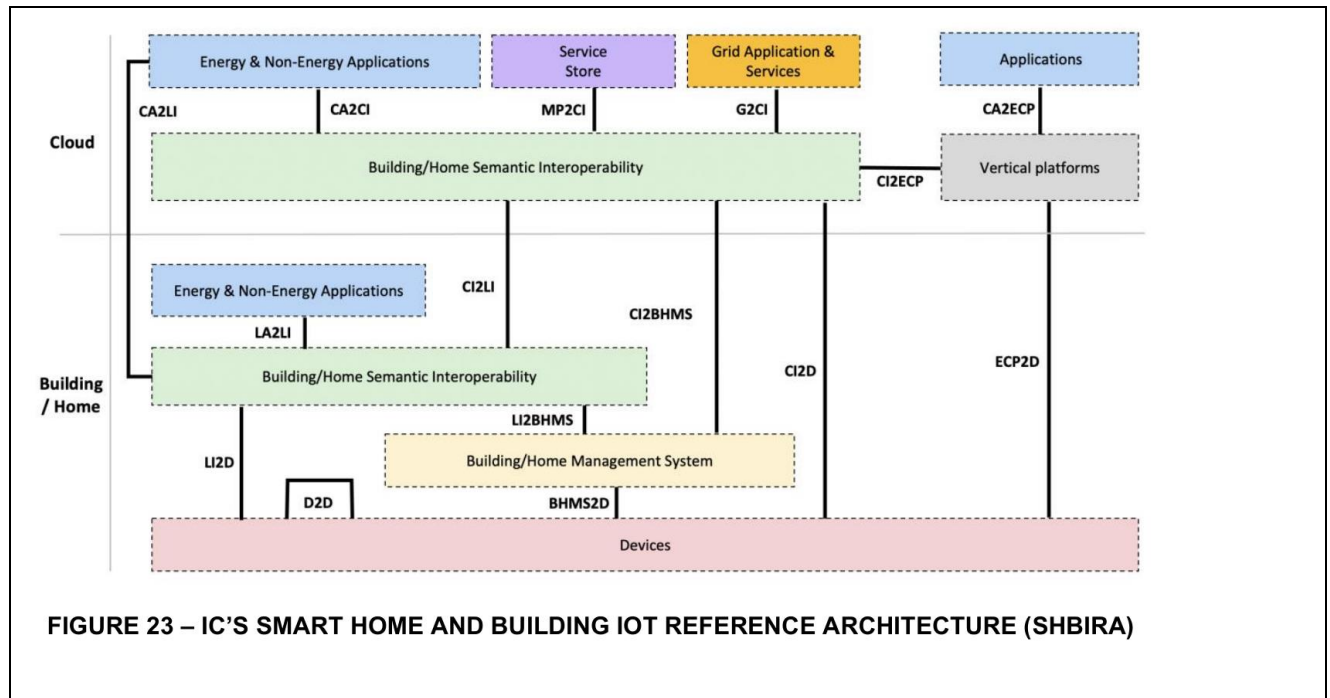 Energy & Non-Energy Applications
Service
Store
Grid Application &
Services
Applications
CA2LI
CA2CI
MP2CI
G2CI
CA2ECP
Cloud
Building/Home Semantic Interoperability
CI2ECP
Vertical platforms
Energy & Non-Energy Applications
CI2LI
CI2BHMS
LA2LI
Building/Home Semantic Interoperability
CI2D
ECP2D
Building
/ Home
LI2BHMS
LI2D
Building/Home Management System
D2D
BHMS2D
Devices
FIGURE 23 – IC'S SMART HOME AND BUILDING IOT REFERENCE ARCHITECTURE (SHBIRA)